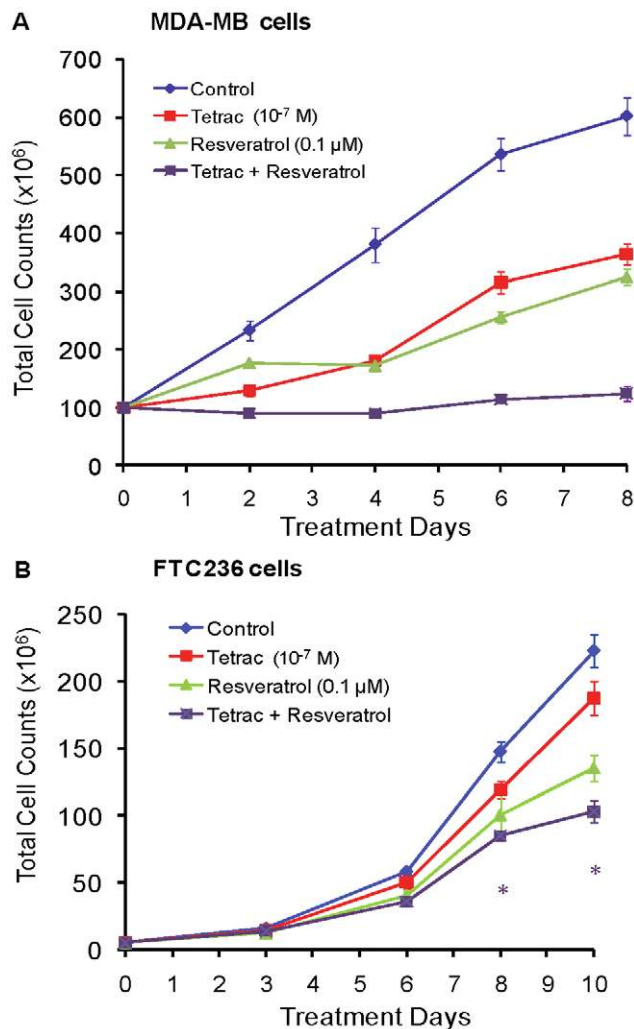 A MDA-MB cells
700
600
500
400
300
200
100
0
Total Cell Counts (x10⁶)
Control
Tetrac (10⁻⁷ M)
Resveratrol (0.1 µM)
Tetrac + Resveratrol
0 1 2 3 4 5 6 7 8
Treatment Days
B FTC236 cells
250
200
150
100
50
0
Total Cell Counts (x10⁶)
Control
Tetrac (10⁻⁷ M)
Resveratrol (0.1 µM)
Tetrac + Resveratrol
* *
0 1 2 3 4 5 6 7 8 9 10
Treatment Days